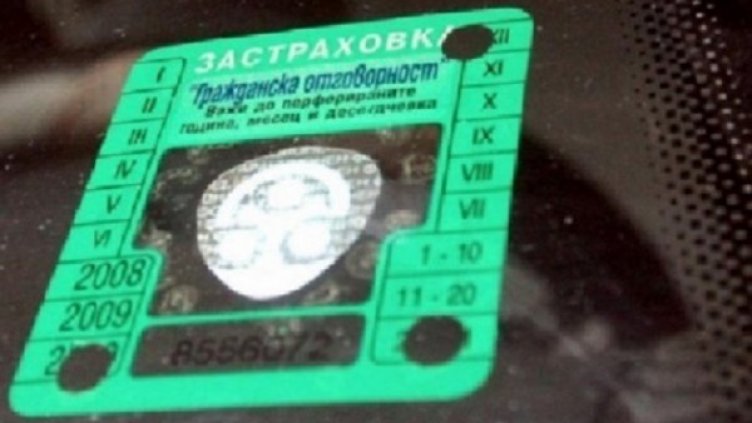 ЗАСТРАХОВКА
"Гражданска отговорност"
Важи до перфорираните
година, месец и десетдневка
I
II
III
IV
V
VI
2008
2009
XII
XI
X
IX
VIII
VII
1 - 10
11 - 20
8556072